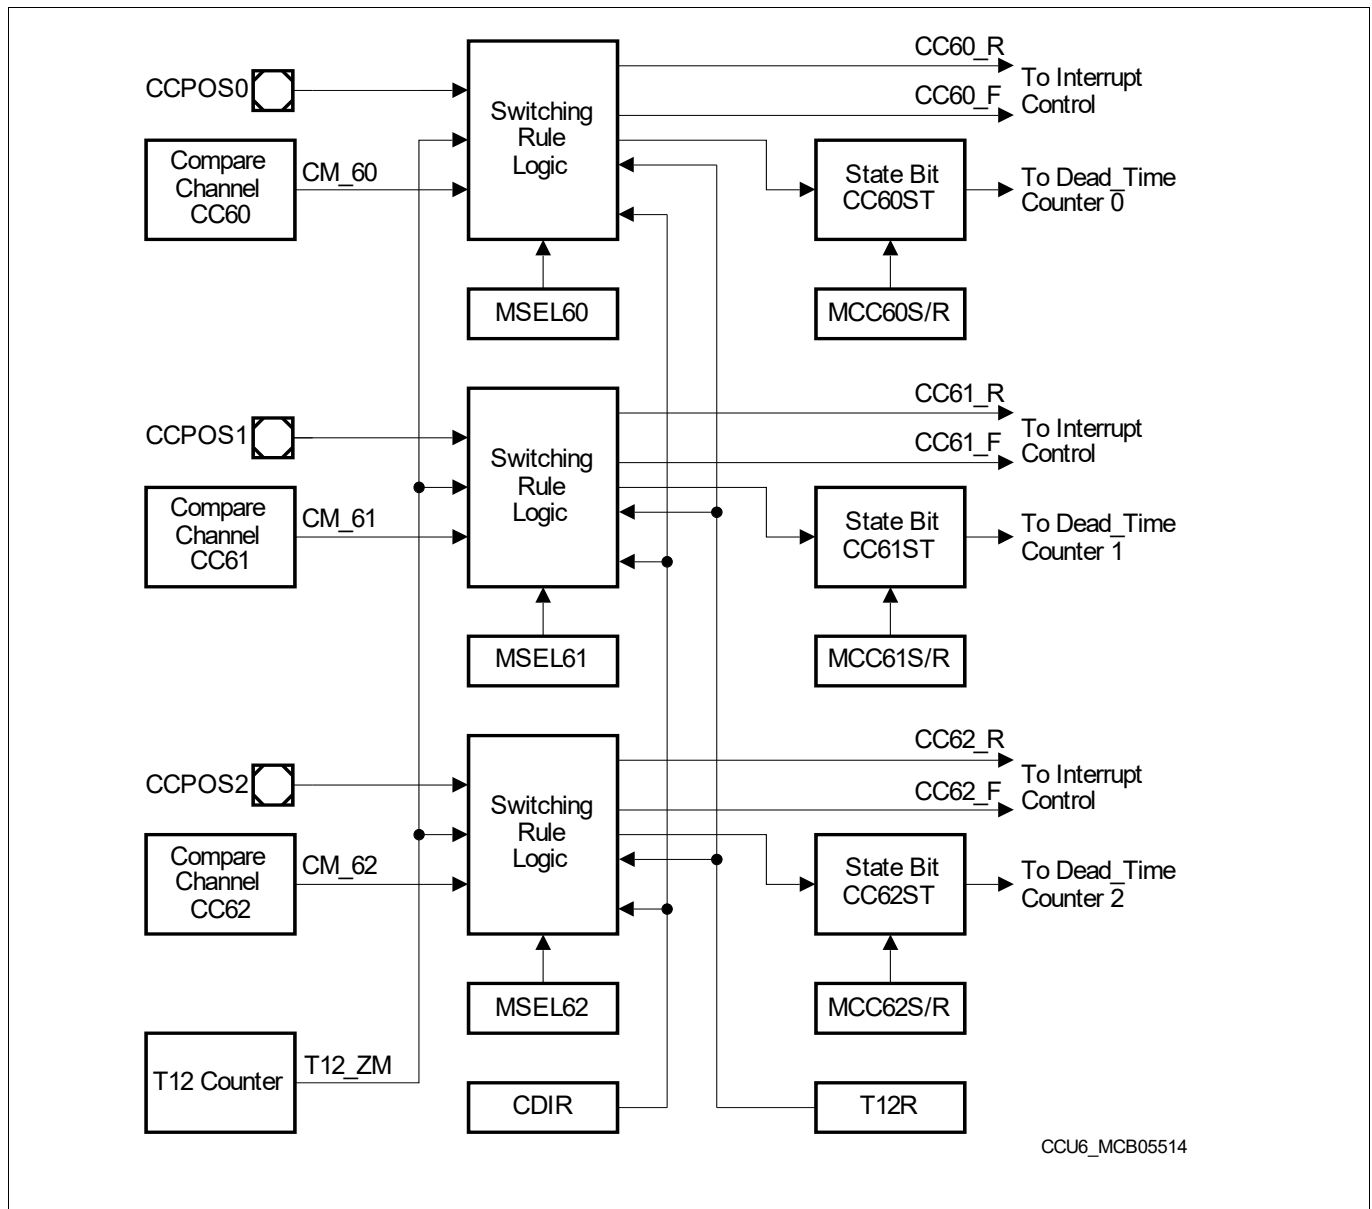 CC60_R
CCPOS0
To Interrupt
Control
CC60_F
Switching
Rule
Logic
Compare
Channel
CC60
CM_60
State Bit
CC60ST
To Dead_Time
Counter 0
MSEL60
MCC60S/R
CC61_R
CCPOS1
To Interrupt
Control
CC61_F
Switching
Rule
Logic
Compare
Channel
CC61
CM_61
State Bit
CC61ST
To Dead_Time
Counter 1
MSEL61
MCC61S/R
CC62_R
CCPOS2
To Interrupt
Control
CC62_F
Switching
Rule
Logic
Compare
Channel
CC62
CM_62
State Bit
CC62ST
To Dead_Time
Counter 2
MSEL62
MCC62S/R
T12 Counter
T12_ZM
CDIR
T12R
CCU6_MCB05514